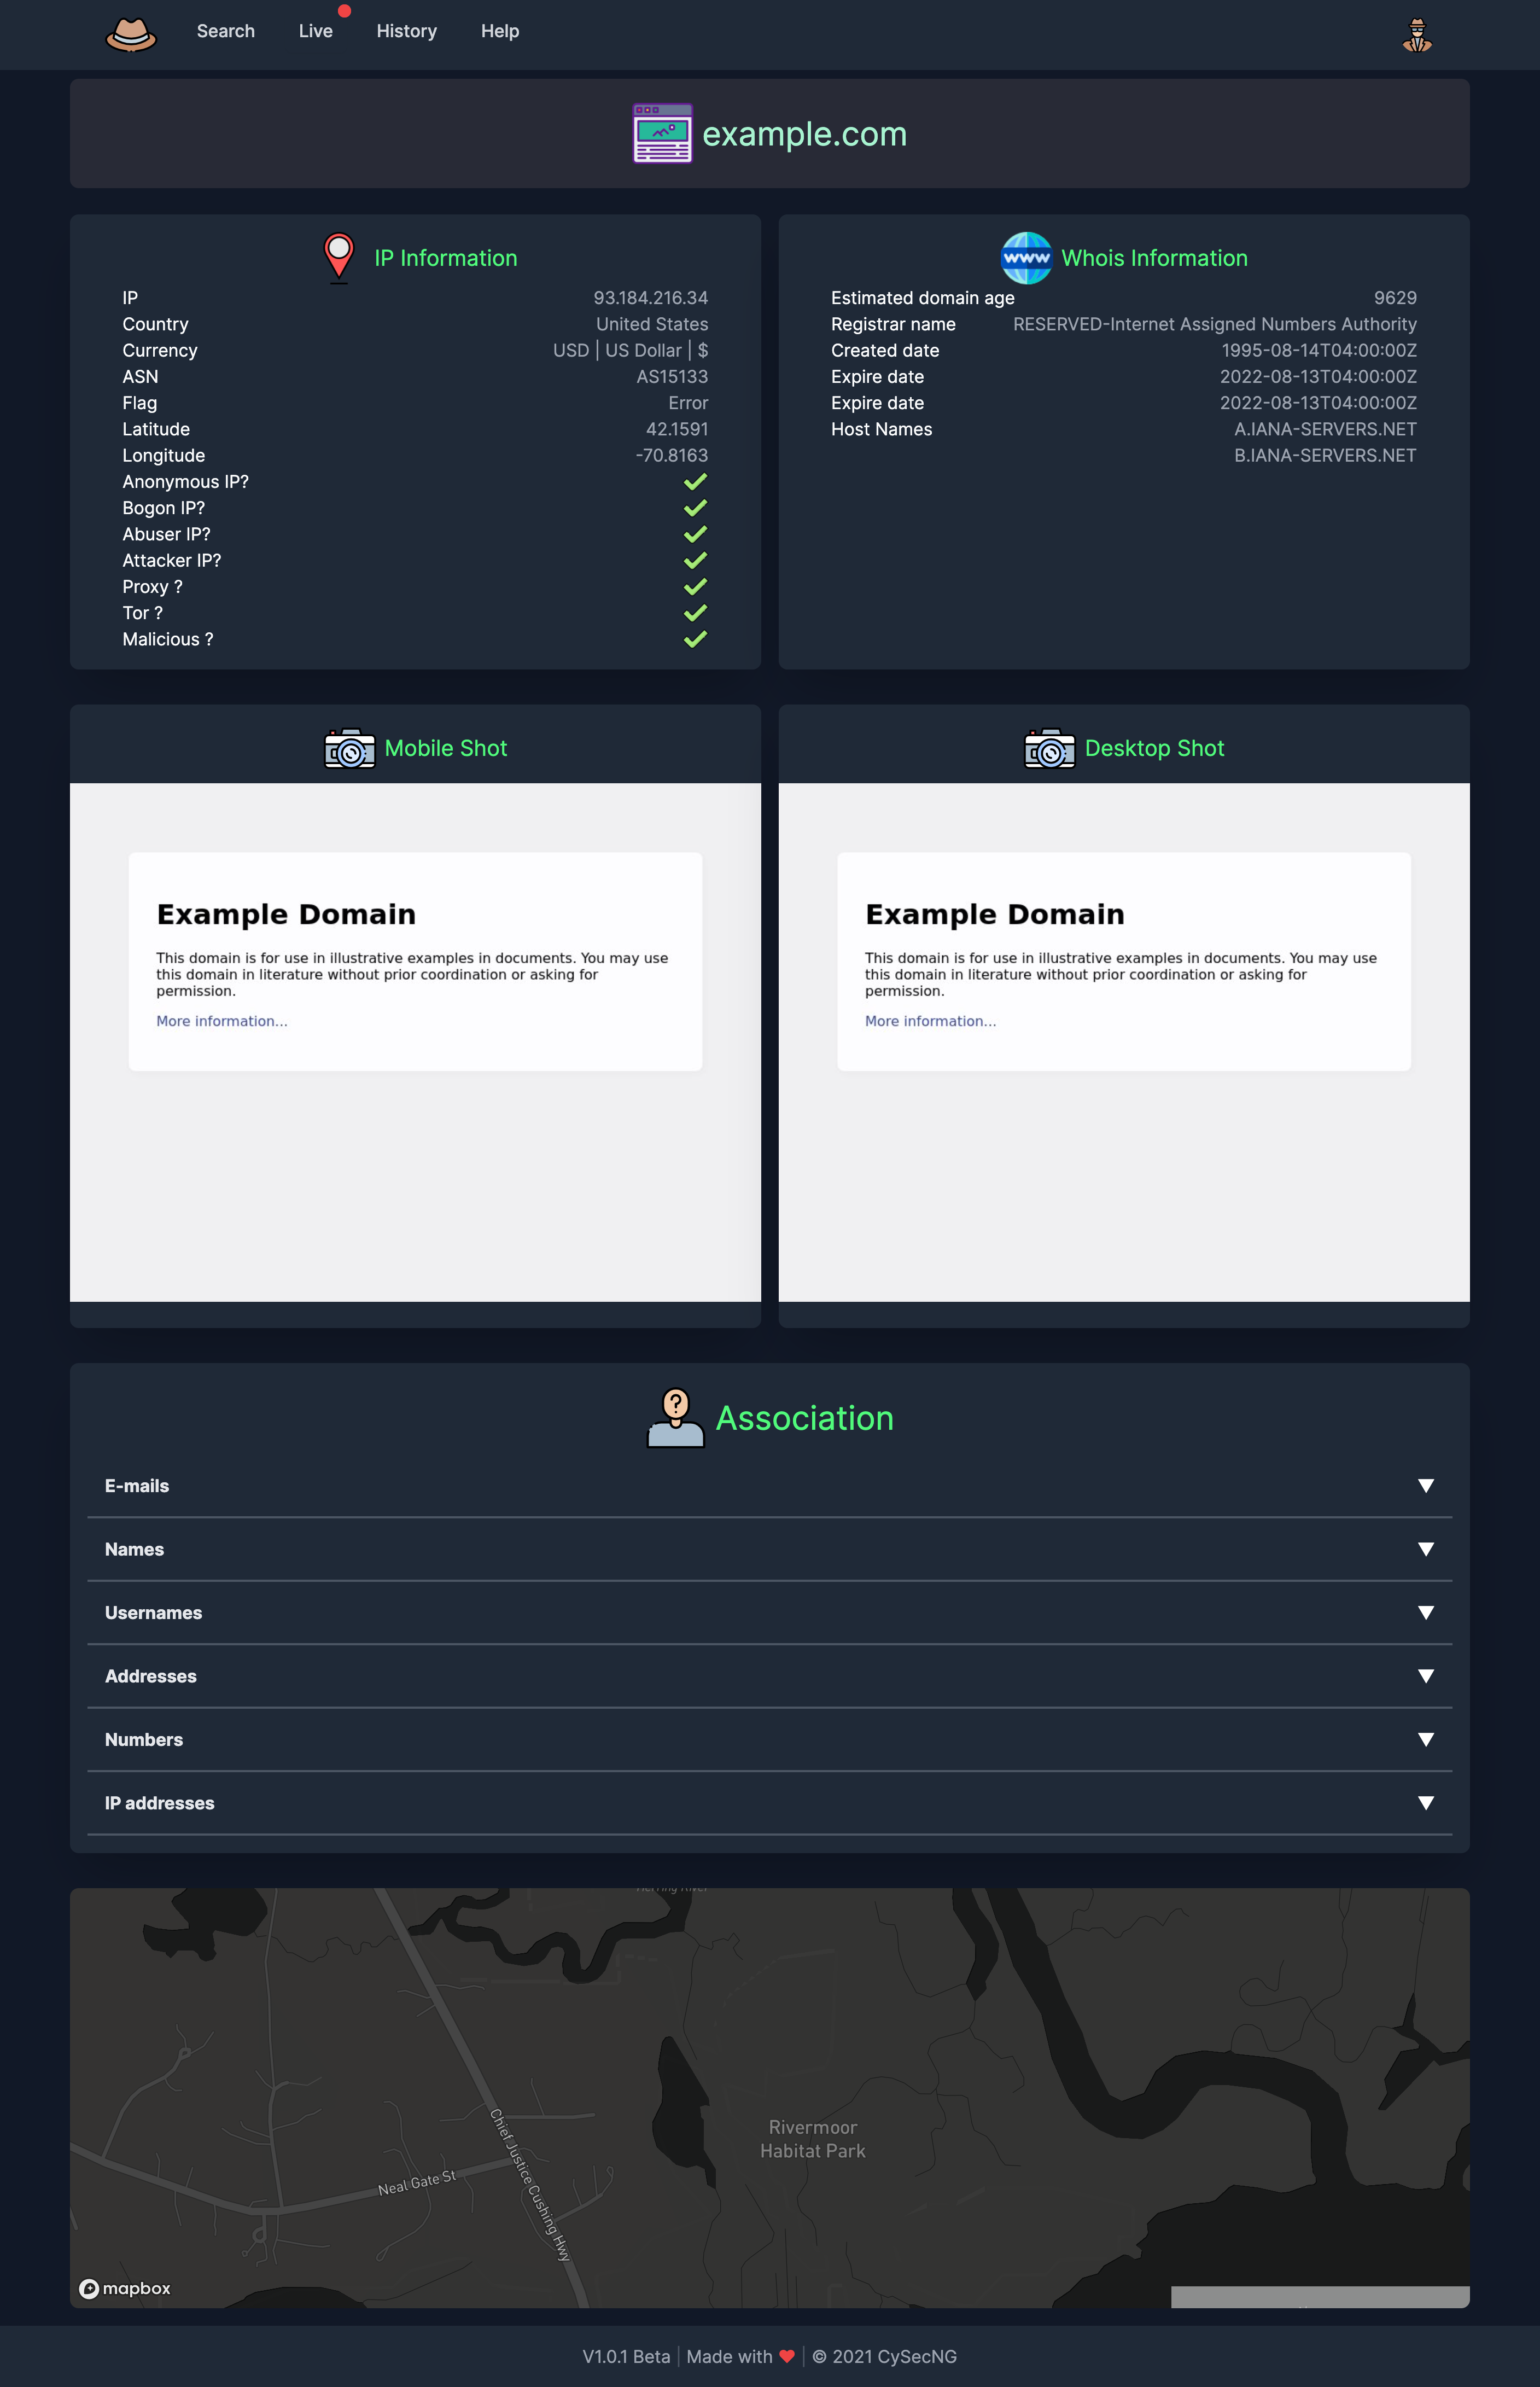 Search Live History Help
example.com
IP Information
IP 93.184.216.34
Country United States
Currency USD | US Dollar | $
ASN AS15133
Flag Error
Latitude 42.1591
Longitude -70.8163
Anonymous IP?
Bogon IP?
Abuser IP?
Attacker IP?
Proxy ?
Tor ?
Malicious ?
www Whois Information
Estimated domain age 9629
Registrar name RESERVED-Internet Assigned Numbers Authority
Created date 1995-08-14T04:00:00Z
Expire date 2022-08-13T04:00:00Z
Expire date 2022-08-13T04:00:00Z
Host Names A.IANA-SERVERS.NET
B.IANA-SERVERS.NET
Mobile Shot
Example Domain
This domain is for use in illustrative examples in documents. You may use
this domain in literature without prior coordination or asking for
permission.
More information...
Desktop Shot
Example Domain
This domain is for use in illustrative examples in documents. You may use
this domain in literature without prior coordination or asking for
permission.
More information...
? Association
E-mails
Names
Usernames
Addresses
Numbers
IP addresses
Herring River
Rivermoor
Habitat Park
Chief Justice Cushing Hwy
Neal Gate St
mapbox
V1.0.1 Beta | Made with ❤ | © 2021 CySecNG